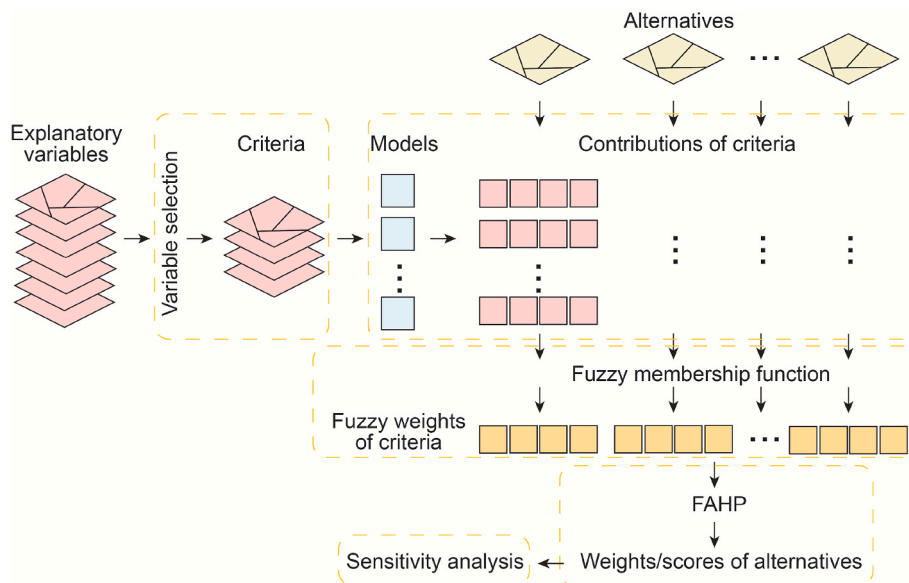 Alternatives
Explanatory
variables
Variable selection
Criteria
Models
Contributions of criteria
Fuzzy membership function
Fuzzy weights
of criteria
FAHP
Sensitivity analysis
Weights/scores of alternatives